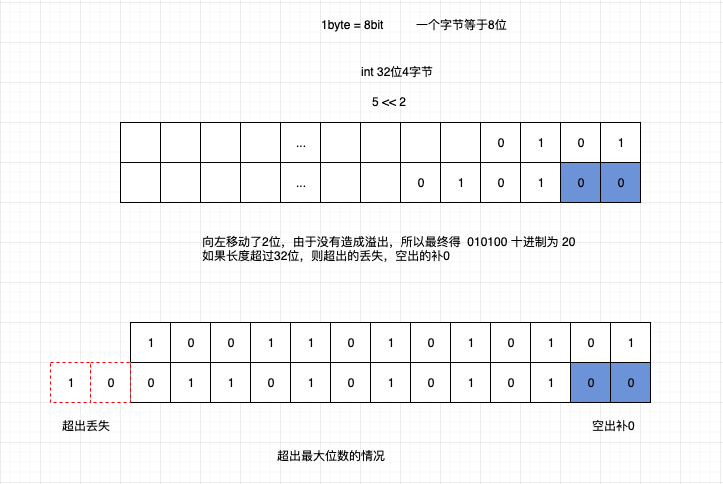 1byte = 8bit 一个字节等于8位
int 32位4字节
5 << 2
... 0 1 0 1
... 0 1 0 1 0 0
向左移动了2位，由于没有造成溢出，所以最终得 010100 十进制为 20
如果长度超过32位，则超出的丢失，空出的补0
1 0 0 1 1 0 1 0 1 0 1 0 1
1 0 0 1 1 0 1 0 1 0 1 0 1 0 0
超出丢失 空出补0
超出最大位数的情况